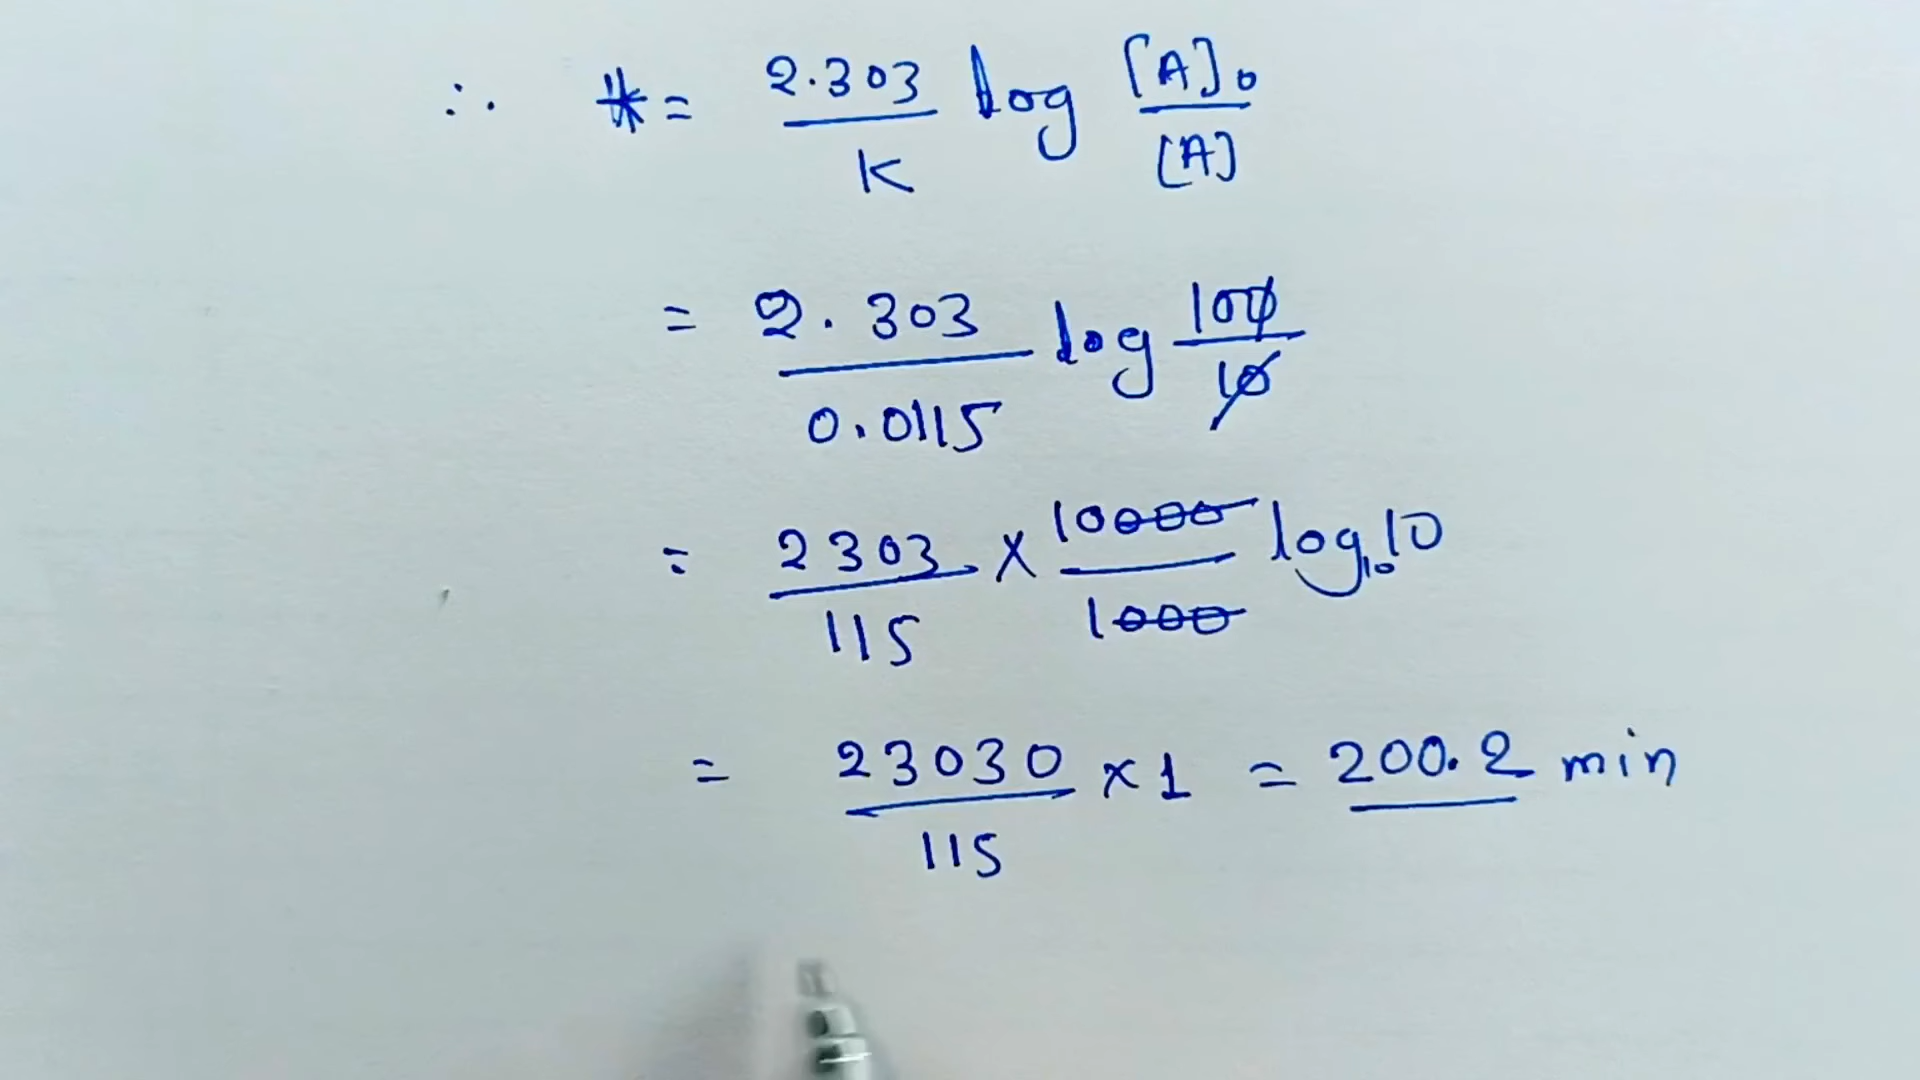 ∴ t = 2.303/K log [A]₀/[A]
= 2.303/0.0115 log 100/10
= 2303/115 × 10000/1000 log₁₀10
= 23030/115 × 1 = 200.2 min